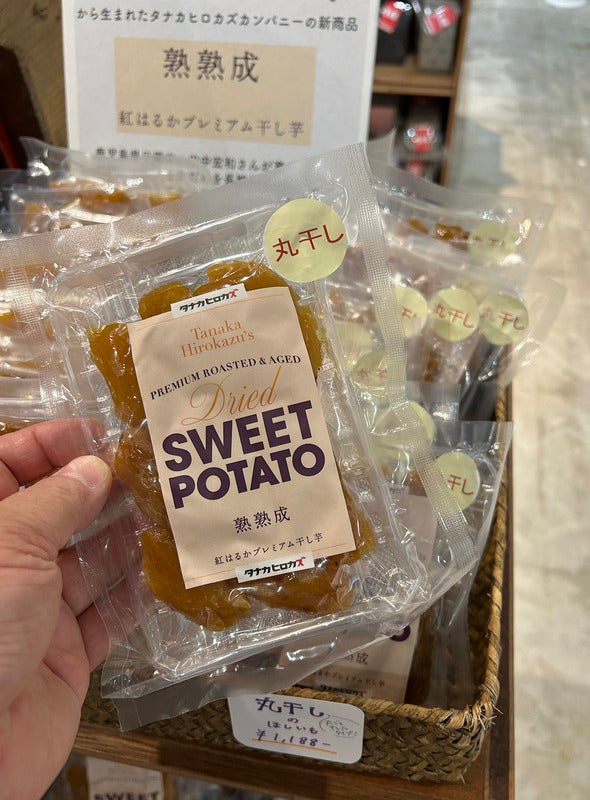 から生まれたタナカヒロカズカンパニーの新商品
熟熟成
紅はるかプレミアム干し芋
丸干し
タナカヒロカズ
Tanaka
Hirokazu's
PREMIUM ROASTED & AGED
Dried
SWEET
POTATO
熟熟成
紅はるかプレミアム干し芋
タナカヒロカズ
丸干し
丸干し
干し
熟成
丸干し
の
ほしいも
¥1,188-